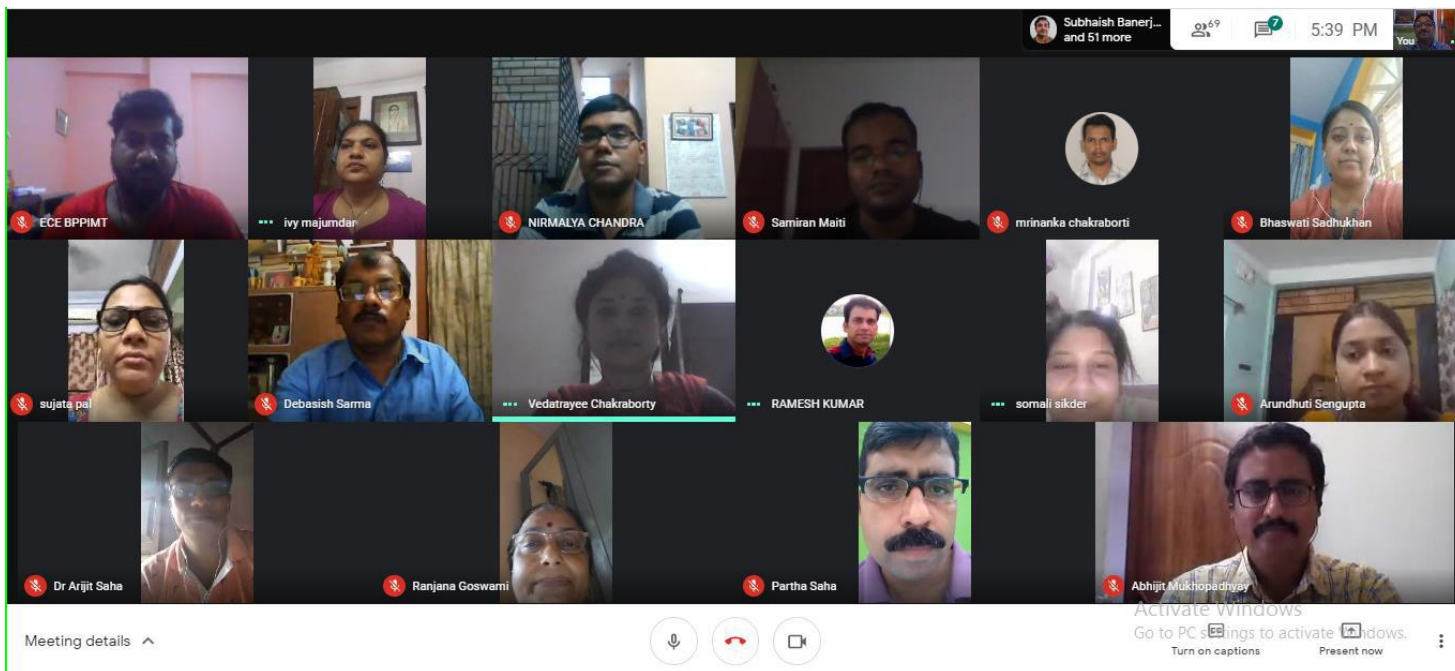 Subhaish Banerj...
and 51 more
69
7
5:39 PM
You
ECE BPPIMT
ivy majumdar
NIRMALYA CHANDRA
Samiran Maiti
mrinanka chakraborti
Bhaswati Sadhukhan
sujata pal
Debasish Sarma
Vedatrayee Chakraborty
RAMESH KUMAR
somali sikder
Arundhuti Sengupta
Dr Arijit Saha
Ranjana Goswami
Partha Saha
Abhijit Mukhopadhyay
Activate Windows
Meeting details
Go to PC settings to activate Windows.
Turn on captions
Present now